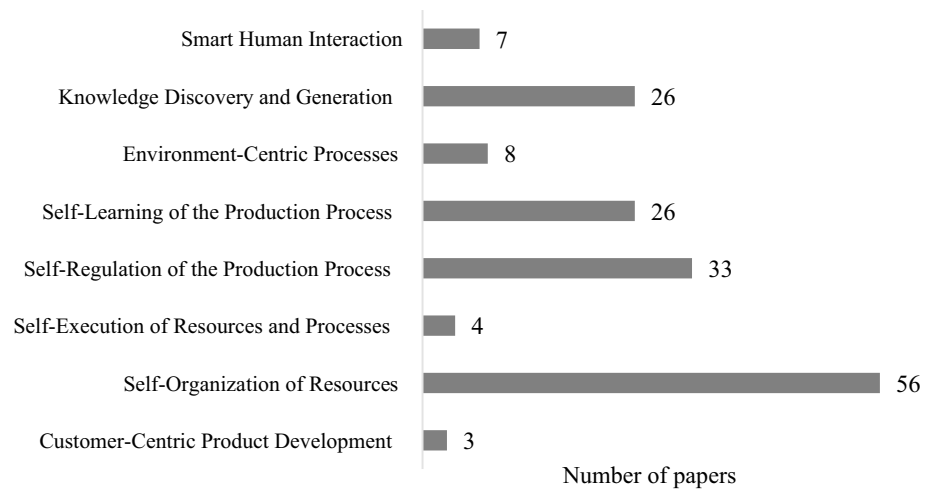 Smart Human Interaction 7
Knowledge Discovery and Generation 26
Environment-Centric Processes 8
Self-Learning of the Production Process 26
Self-Regulation of the Production Process 33
Self-Execution of Resources and Processes 4
Self-Organization of Resources 56
Customer-Centric Product Development 3
Number of papers